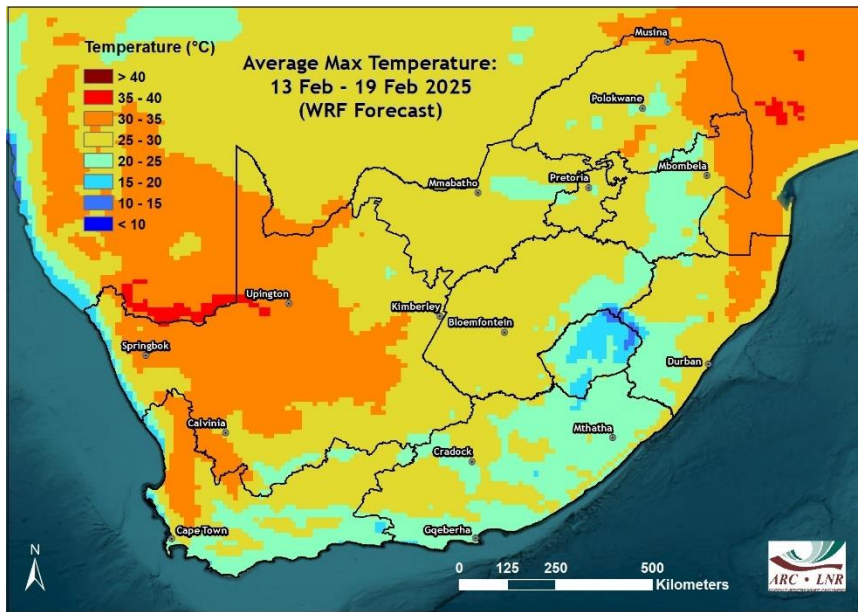 Temperature (°C)
> 40
35 - 40
30 - 35
25 - 30
20 - 25
15 - 20
10 - 15
< 10
Average Max Temperature:
13 Feb - 19 Feb 2025
(WRF Forecast)
Musina
Polokwane
Mbombela
Pretoria
Mmabatho
Upington
Kimberley
Bloemfontein
Springbok
Durban
Calvinia
Mthatha
Cradock
Cape Town
Gqeberha
N
0 125 250 500
Kilometers
ARC • LNR